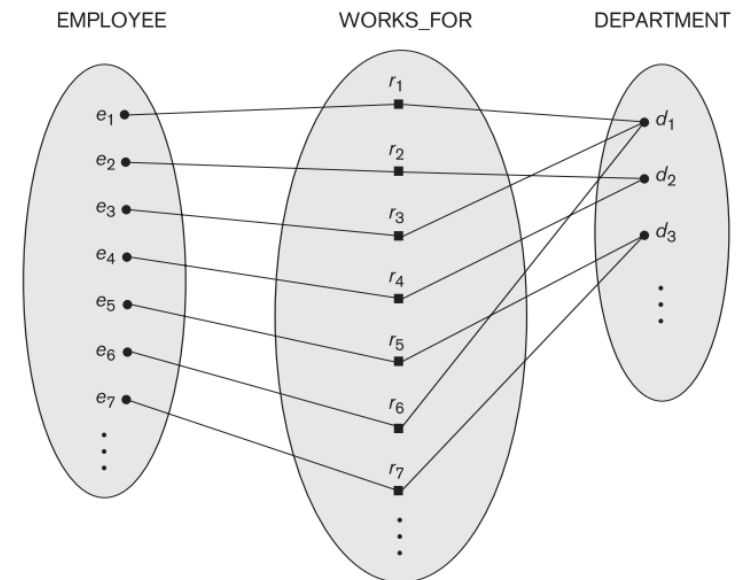 EMPLOYEE WORKS_FOR DEPARTMENT
e1
e2
e3
e4
e5
e6
e7
r1
r2
r3
r4
r5
r6
r7
d1
d2
d3